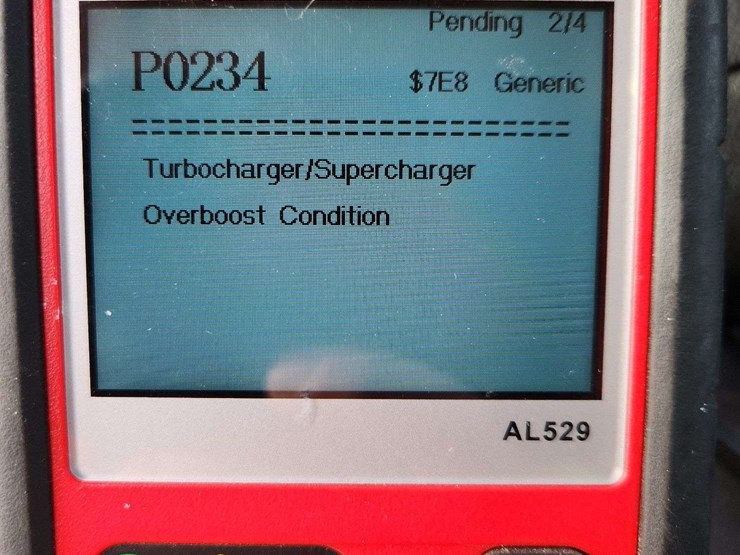 Pending 2/4
P0234 $7E8 Generic
==============================
Turbocharger/Supercharger
Overboost Condition
AL529